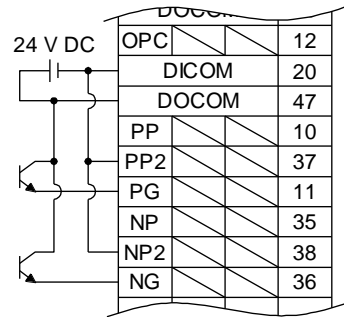 DOCOM
24 V DC
OPC 12
DICOM 20
DOCOM 47
PP 10
PP2 37
PG 11
NP 35
NP2 38
NG 36